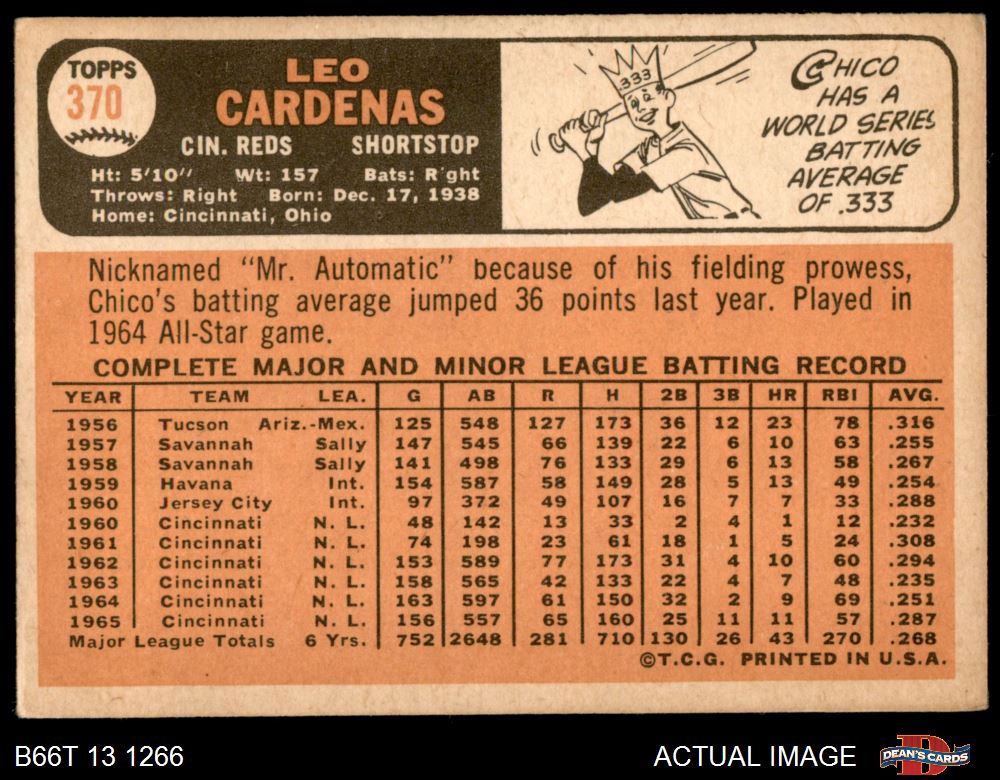 TOPPS
370
LEO
CARDENAS
CIN. REDS SHORTSTOP
Ht: 5'10" Wt: 157 Bats: R'ght
Throws: Right Born: Dec. 17, 1938
Home: Cincinnati, Ohio
.333
CHICO
HAS A
WORLD SERIES
BATTING
AVERAGE
OF .333
Nicknamed "Mr. Automatic" because of his fielding prowess,
Chico's batting average jumped 36 points last year. Played in
1964 All-Star game.
COMPLETE MAJOR AND MINOR LEAGUE BATTING RECORD
YEAR TEAM LEA. G AB R H 2B 3B HR RBI AVG.
1956 Tucson Ariz.-Mex. 125 548 127 173 36 12 23 78 .316
1957 Savannah Sally 147 545 66 139 22 6 10 63 .255
1958 Savannah Sally 141 498 76 133 29 6 13 58 .267
1959 Havana Int. 154 587 58 149 28 5 13 49 .254
1960 Jersey City Int. 97 372 49 107 16 7 7 33 .288
1960 Cincinnati N. L. 48 142 13 33 2 4 1 12 .232
1961 Cincinnati N. L. 74 198 23 61 18 1 5 24 .308
1962 Cincinnati N. L. 153 589 77 173 31 4 10 60 .294
1963 Cincinnati N. L. 158 565 42 133 22 4 7 48 .235
1964 Cincinnati N. L. 163 597 61 150 32 2 9 69 .251
1965 Cincinnati N. L. 156 557 65 160 25 11 11 57 .287
Major League Totals 6 Yrs. 752 2648 281 710 130 26 43 270 .268
©T.C.G. PRINTED IN U.S.A.
B66T 13 1266 ACTUAL IMAGE
DEAN'S CARDS